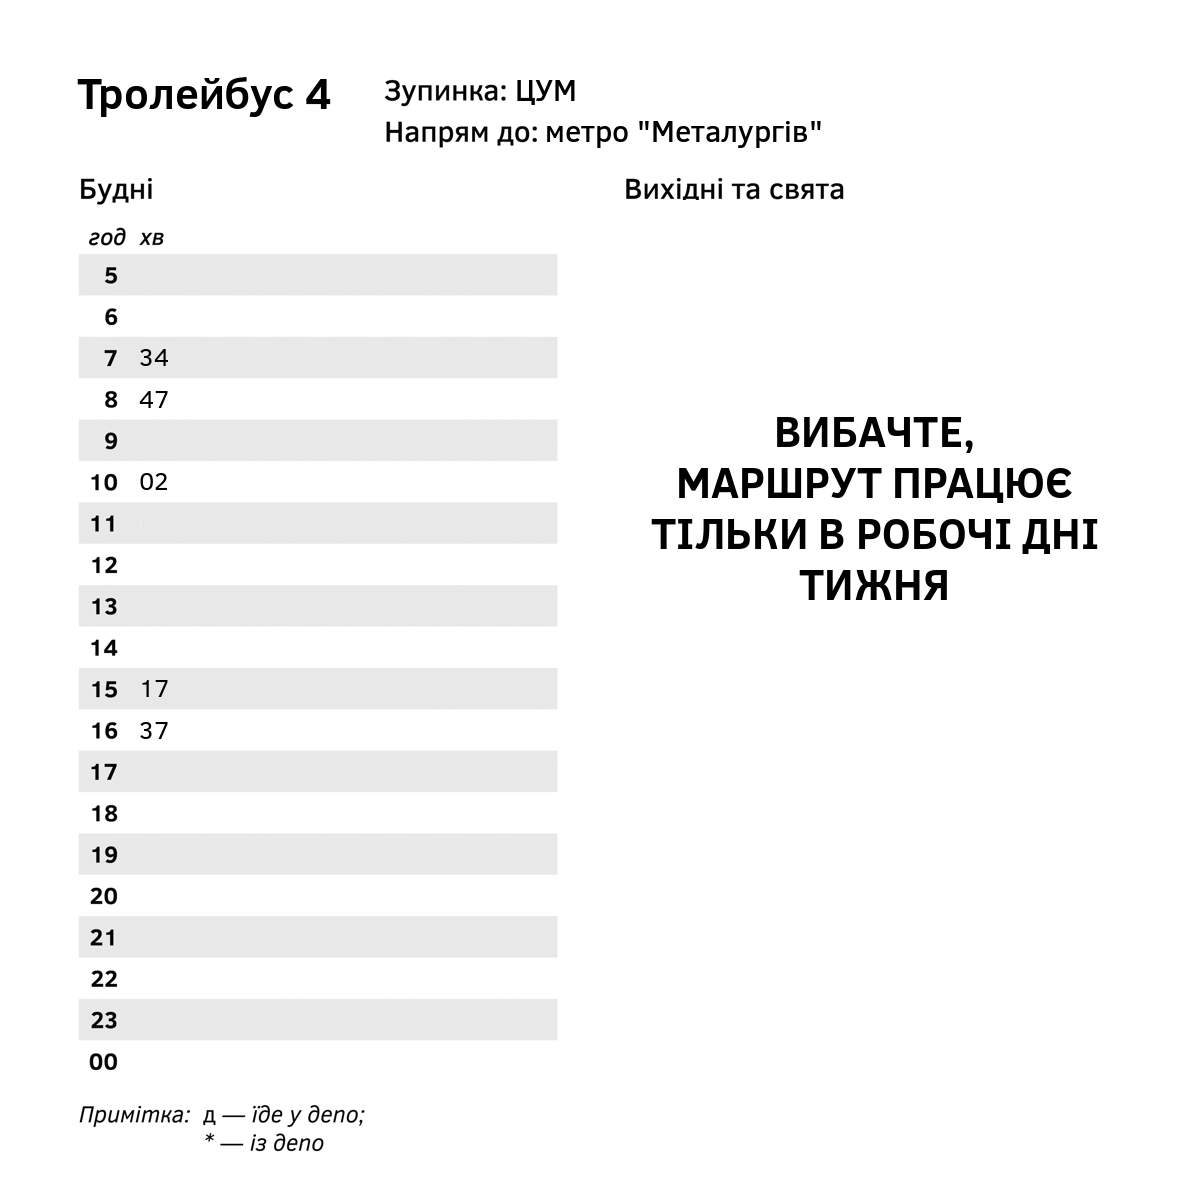 Тролейбус 4
Зупинка: ЦУМ
Напрям до: метро "Металургів"
Будні
год хв
5
6
7 34
8 47
9
10 02
11
12
13
14
15 17
16 37
17
18
19
20
21
22
23
00
Вихідні та свята
ВИБАЧТЕ,
МАРШРУТ ПРАЦЮЄ
ТІЛЬКИ В РОБОЧІ ДНІ
ТИЖНЯ
Примітка: д — їде у депо;
* — із депо